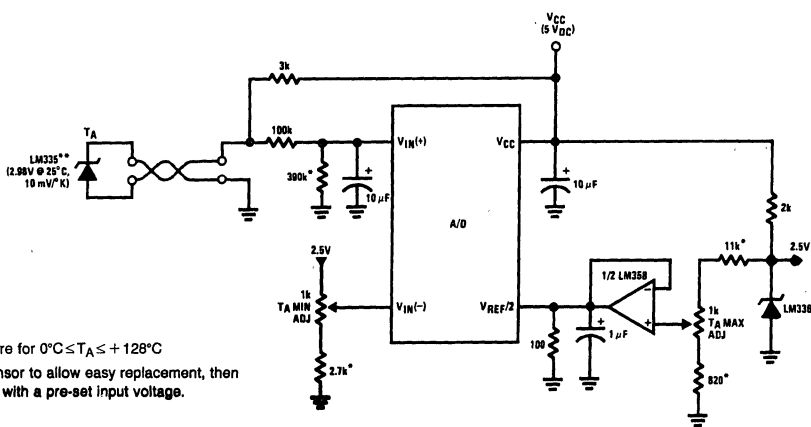 VCC
(5 VDC)
3k
TA
LM335**
(2.98V @ 25°C,
10 mV/°K)
100k
390k*
+
10 µF
VIN(+)
VCC
A/D
VIN(−)
VREF/2
+
10 µF
2k
11k*
2.5V
LM336
2.5V
1k
TA MIN
ADJ
2.7k*
1/2 LM358
−
+
100
+
1 µF
1k
TA MAX
ADJ
820*
re for 0°C≤TA≤+128°C
nsor to allow easy replacement, then
with a pre-set input voltage.